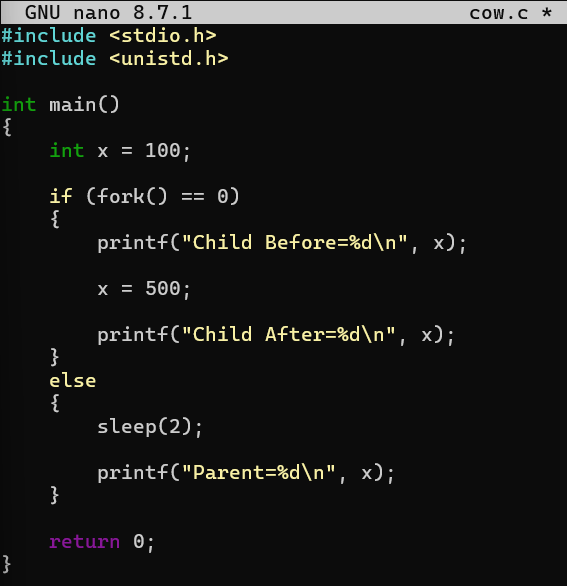 GNU nano 8.7.1 cow.c *
#include <stdio.h>
#include <unistd.h>
int main()
{
    int x = 100;
    if (fork() == 0)
    {
        printf("Child Before=%d\n", x);
        x = 500;
        printf("Child After=%d\n", x);
    }
    else
    {
        sleep(2);
        printf("Parent=%d\n", x);
    }
    return 0;
}